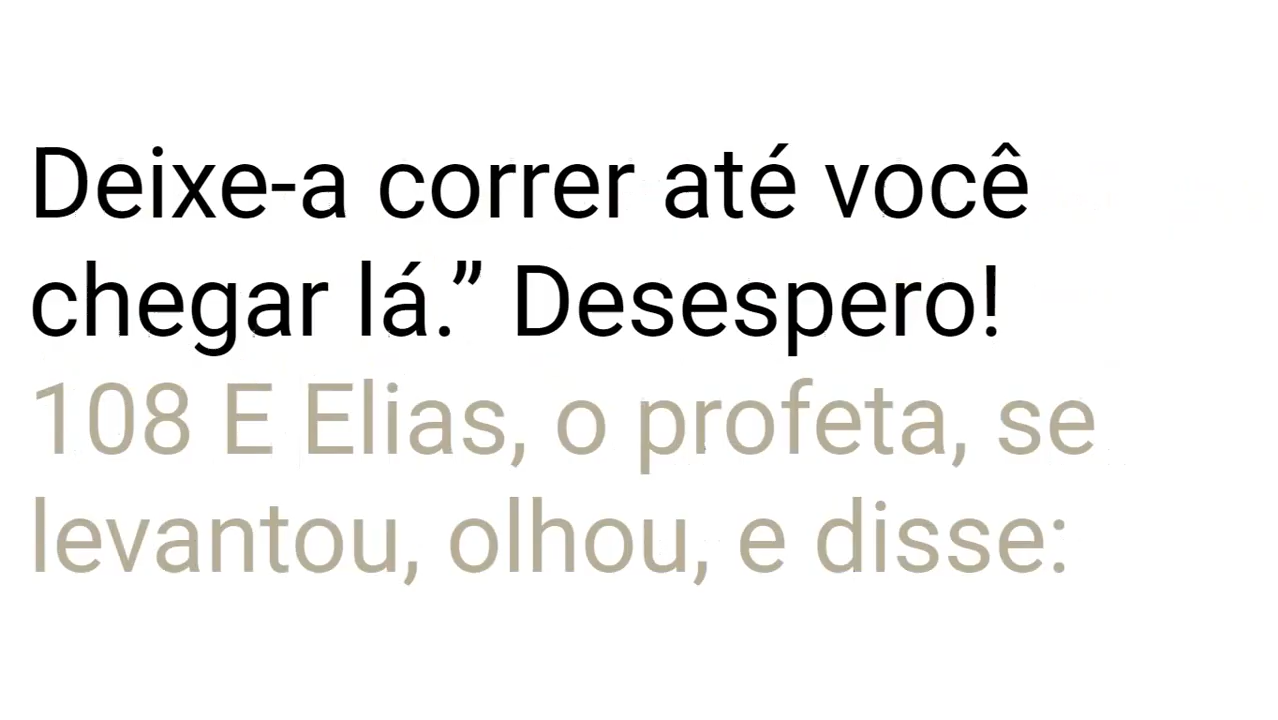 Deixe-a correr até você
chegar lá.” Desespero!
108 E Elias, o profeta, se
levantou, olhou, e disse: